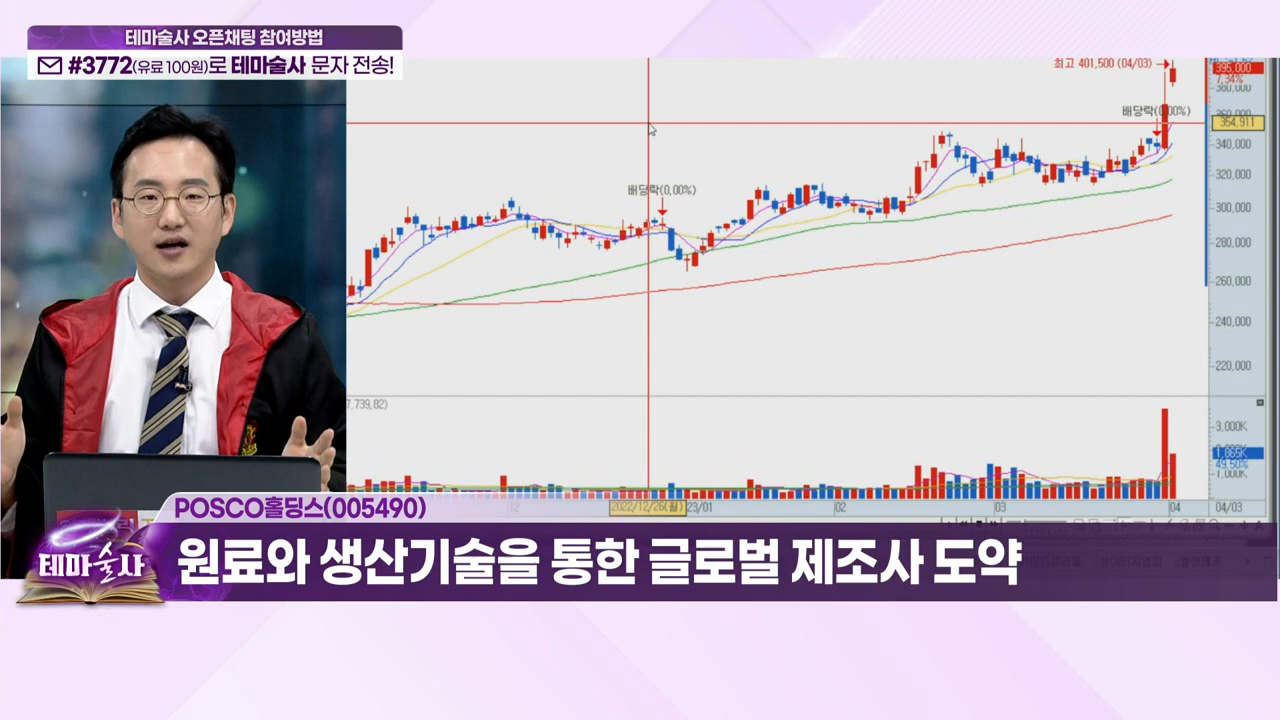 테마술사 오픈채팅 참여방법
#3772(유료 100원)로 테마술사 문자 전송!
최고 401,500 (04/03)
395,000
7.34%
360,000
배당락(0.00%)
354,911
340,000
320,000
배당락(0,00%)
300,000
280,000
260,000
240,000
220,000
7,739,82)
3,000K
1,065K
49.50%
1,000K
12
2022/12/26(월)
23/01
02
03
04
04/03
POSCO홀딩스(005490)
테마술사
원료와 생산기술을 통한 글로벌 제조사 도약